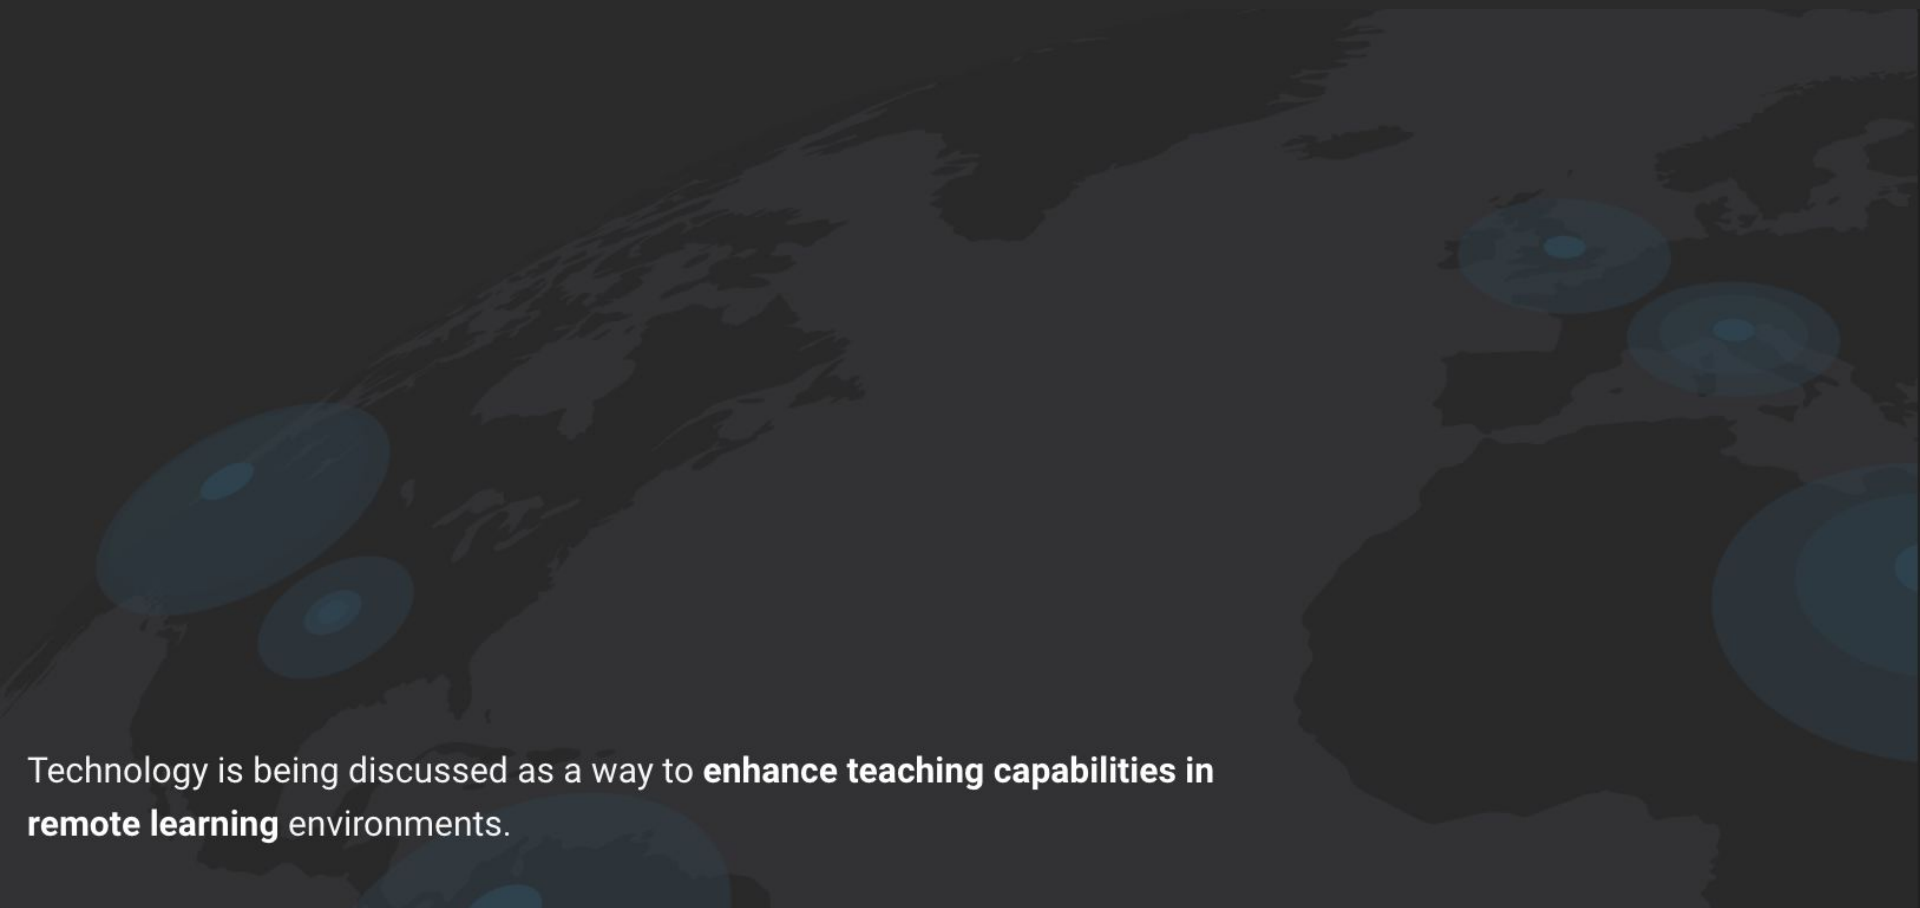 Technology is being discussed as a way to enhance teaching capabilities in
remote learning environments.